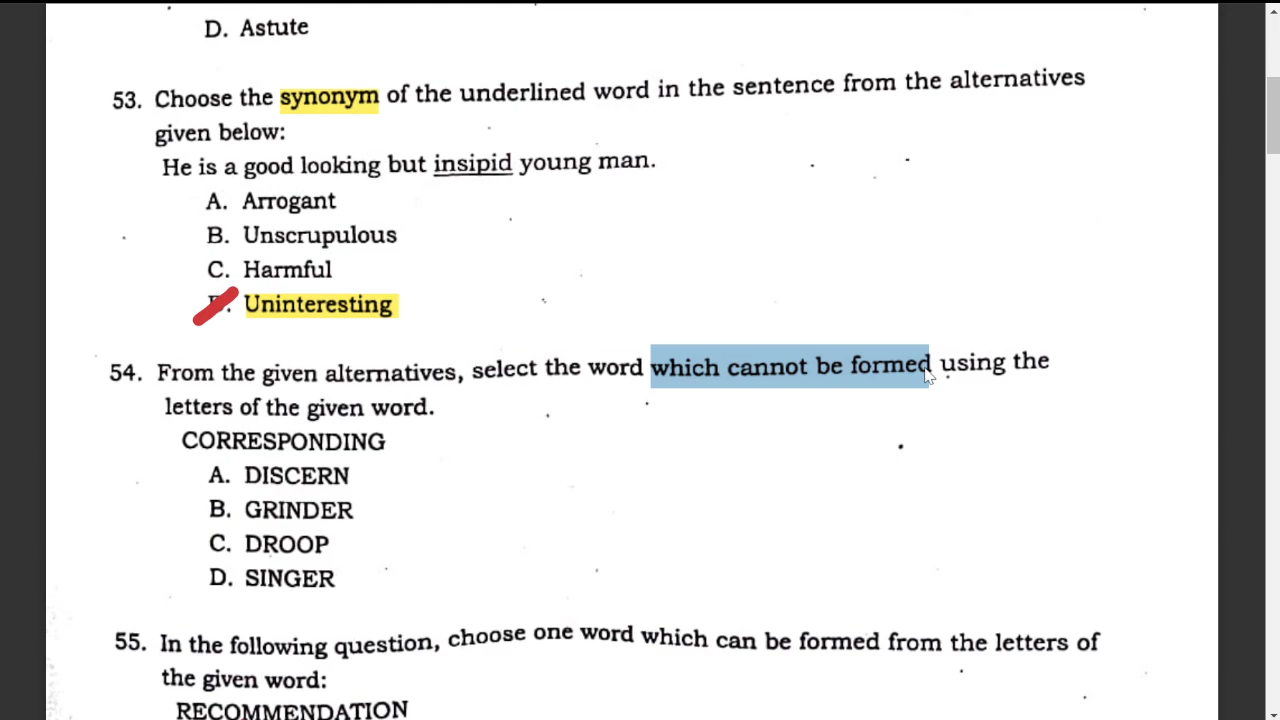 D. Astute
53. Choose the synonym of the underlined word in the sentence from the alternatives
given below:
He is a good looking but insipid young man.
A. Arrogant
B. Unscrupulous
C. Harmful
D. Uninteresting
54. From the given alternatives, select the word which cannot be formed using the
letters of the given word.
CORRESPONDING
A. DISCERN
B. GRINDER
C. DROOP
D. SINGER
55. In the following question, choose one word which can be formed from the letters of
the given word:
RECOMMENDATION